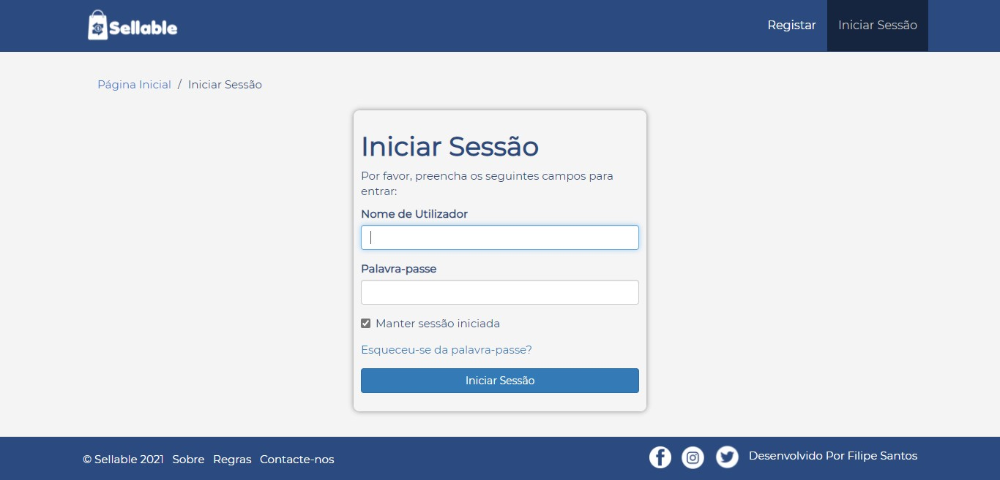 Sellable
Registar
Iniciar Sessão
Página Inicial / Iniciar Sessão
Iniciar Sessão
Por favor, preencha os seguintes campos para
entrar:
Nome de Utilizador
Palavra-passe
Manter sessão iniciada
Esqueceu-se da palavra-passe?
Iniciar Sessão
© Sellable 2021 Sobre Regras Contacte-nos
Desenvolvido Por Filipe Santos